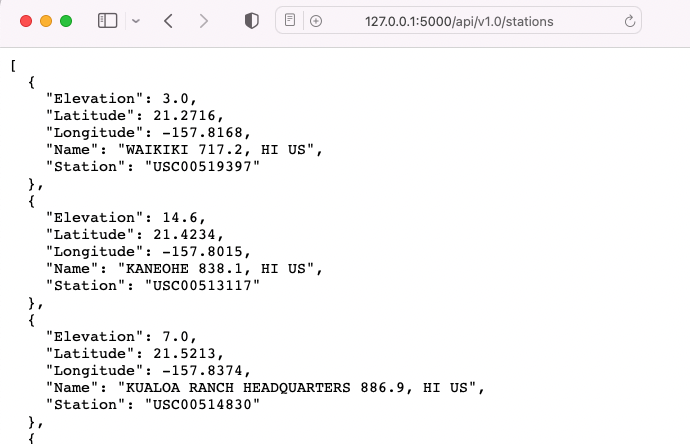 127.0.0.1:5000/api/v1.0/stations
[
  {
    "Elevation": 3.0,
    "Latitude": 21.2716,
    "Longitude": -157.8168,
    "Name": "WAIKIKI 717.2, HI US",
    "Station": "USC00519397"
  },
  {
    "Elevation": 14.6,
    "Latitude": 21.4234,
    "Longitude": -157.8015,
    "Name": "KANEOHE 838.1, HI US",
    "Station": "USC00513117"
  },
  {
    "Elevation": 7.0,
    "Latitude": 21.5213,
    "Longitude": -157.8374,
    "Name": "KUALOA RANCH HEADQUARTERS 886.9, HI US",
    "Station": "USC00514830"
  },
  {